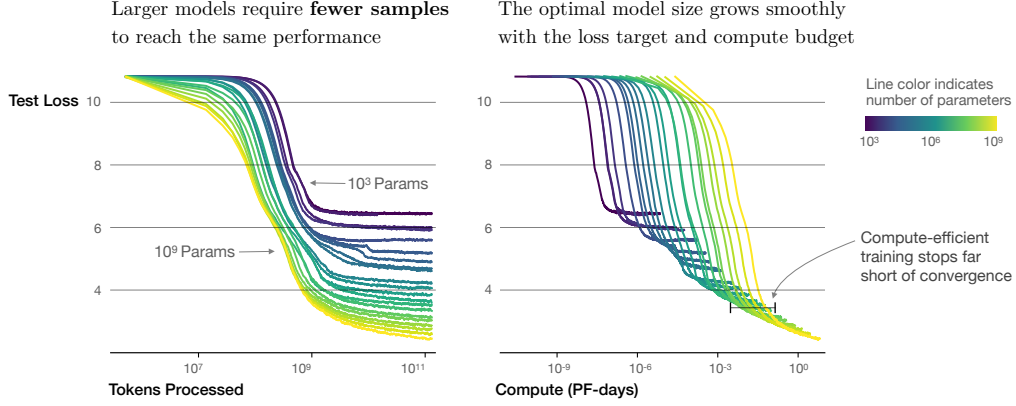 Larger models require fewer samples
to reach the same performance
The optimal model size grows smoothly
with the loss target and compute budget
Test Loss
10
8
6
4
10³ Params
10⁹ Params
10⁷
10⁹
10¹¹
Tokens Processed
10
8
6
4
10⁻⁹
10⁻⁶
10⁻³
10⁰
Compute (PF-days)
Line color indicates
number of parameters
10³
10⁶
10⁹
Compute-efficient
training stops far
short of convergence